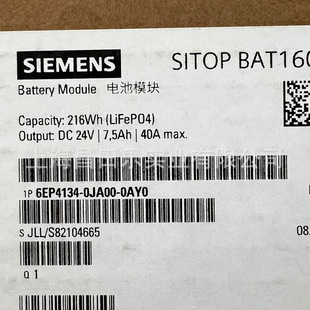 SIEMENS
SITOP BAT160
Battery Module 电池模块
Capacity: 216Wh (LiFePO4)
Output: DC 24V | 7,5Ah | 40A max.
1P 6EP4134-0JA00-0AY0
S JLL/S82104665
08.
Q 1